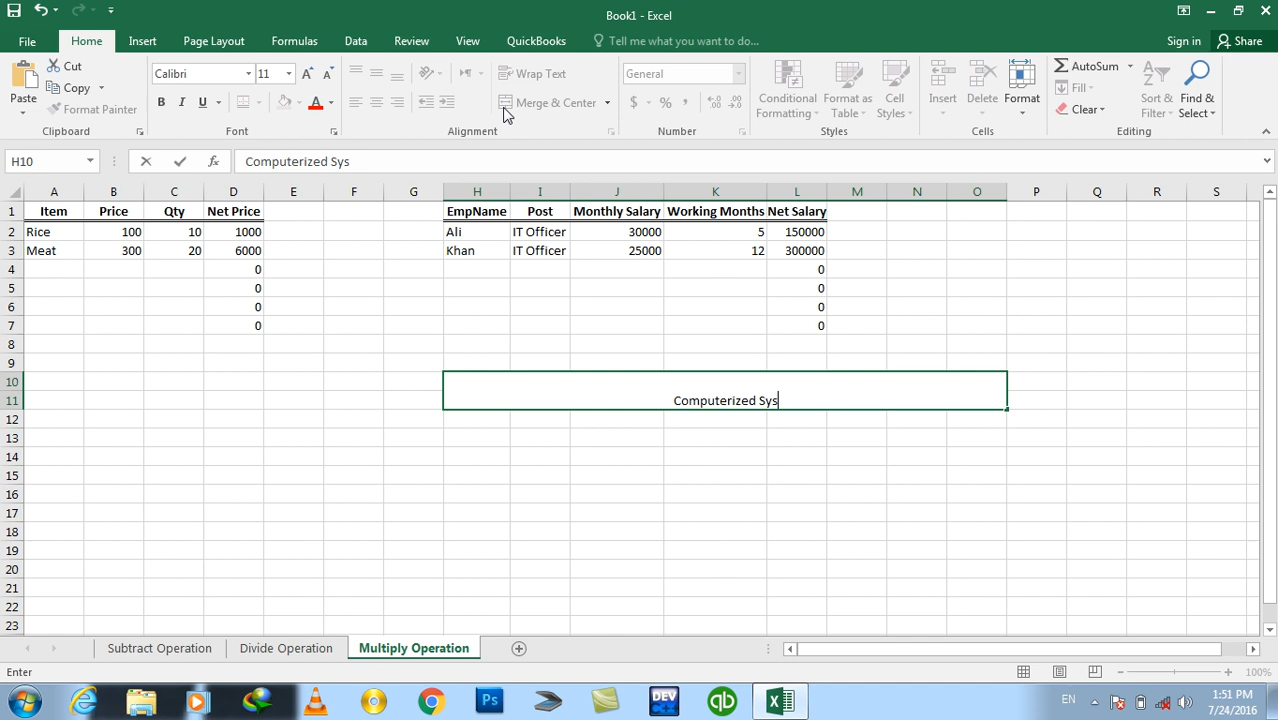 Book1 - Excel
File Home Insert Page Layout Formulas Data Review View QuickBooks Tell me what you want to do... Sign in Share
Paste Cut Copy Format Painter Clipboard
Calibri 11 B I U A Font
Wrap Text Merge & Center Alignment
General $ % , Number
Conditional Formatting Format as Table Cell Styles Styles
Insert Delete Format Cells
AutoSum Fill Clear Sort & Filter Find & Select Editing
H10 fx Computerized Sys
A B C D E F G H I J K L M N O P Q R S
1 Item Price Qty Net Price EmpName Post Monthly Salary Working Months Net Salary
2 Rice 100 10 1000 Ali IT Officer 30000 5 150000
3 Meat 300 20 6000 Khan IT Officer 25000 12 300000
4 0 0
5 0 0
6 0 0
7 0 0
8
9
10
11 Computerized Sys
12
13
14
15
16
17
18
19
20
21
22
23
Subtract Operation Divide Operation Multiply Operation
Enter 100%
Ps DEV C++ qb EN 1:51 PM
7/24/2016